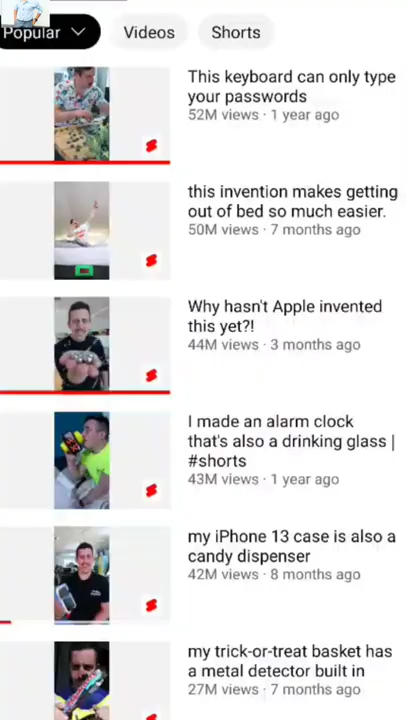 Popular
Videos
Shorts
This keyboard can only type
your passwords
52M views · 1 year ago
this invention makes getting
out of bed so much easier.
50M views · 7 months ago
Why hasn't Apple invented
this yet?!
44M views · 3 months ago
I made an alarm clock
that's also a drinking glass |
#shorts
43M views · 1 year ago
my iPhone 13 case is also a
candy dispenser
42M views · 8 months ago
my trick-or-treat basket has
a metal detector built in
27M views · 7 months ago